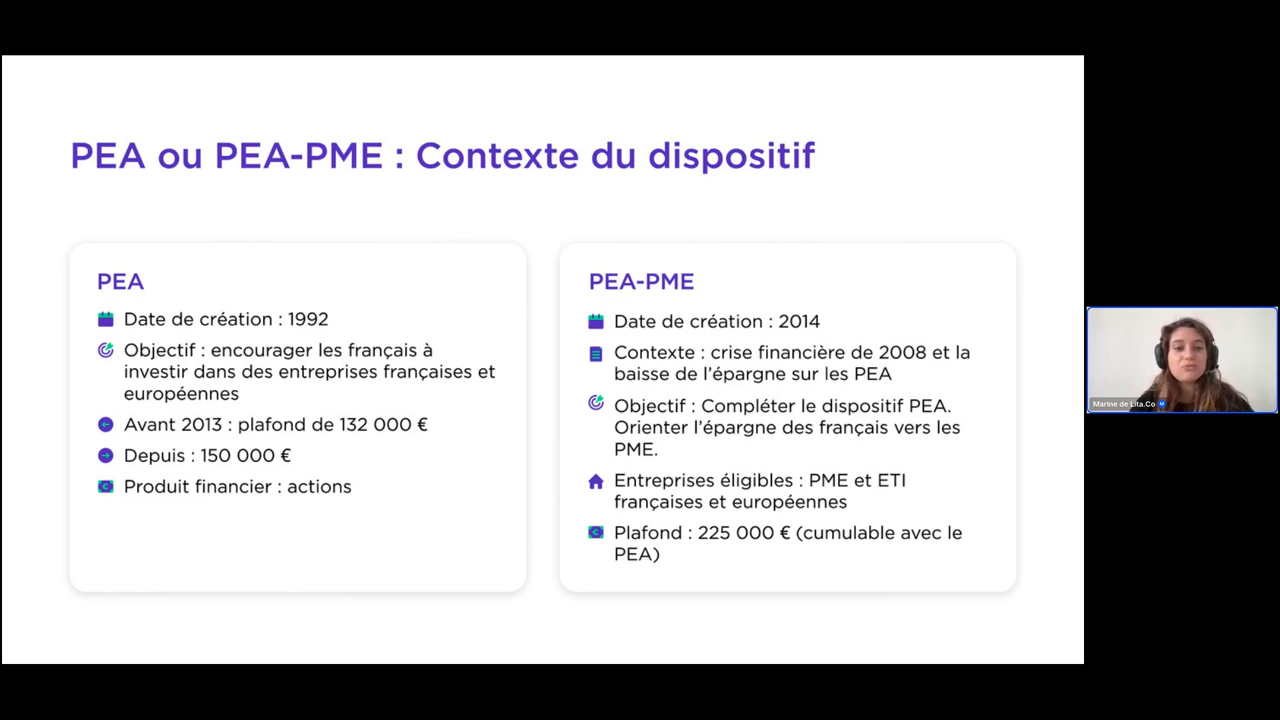 PEA ou PEA-PME : Contexte du dispositif
PEA
Date de création : 1992
Objectif : encourager les français à
investir dans des entreprises françaises et
européennes
Avant 2013 : plafond de 132 000 €
Depuis : 150 000 €
Produit financier : actions
PEA-PME
Date de création : 2014
Contexte : crise financière de 2008 et la
baisse de l'épargne sur les PEA
Objectif : Compléter le dispositif PEA.
Orienter l'épargne des français vers les
PME.
Entreprises éligibles : PME et ETI
françaises et européennes
Plafond : 225 000 € (cumulable avec le
PEA)
Marine de Lita.Co